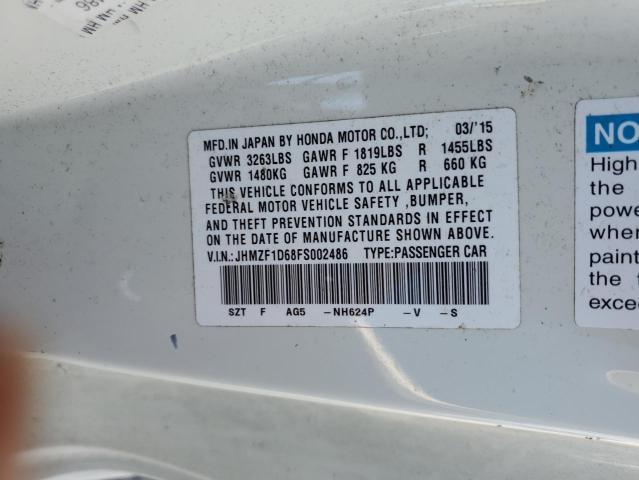 MFD.IN JAPAN BY HONDA MOTOR CO.,LTD; 03/'15
GVWR 3263LBS GAWR F 1819LBS R 1455LBS
GVWR 1480KG GAWR F 825 KG R 660 KG
THIS VEHICLE CONFORMS TO ALL APPLICABLE
FEDERAL MOTOR VEHICLE SAFETY ,BUMPER,
AND THEFT PREVENTION STANDARDS IN EFFECT
ON THE DATE OF MANUFACTURE SHOWN ABOVE.
V.I.N.:JHMZF1D68FS002486 TYPE:PASSENGER CAR
SZT F AG5 -NH624P -V -S
NO
High
the
powe
wher
paint
the
excee